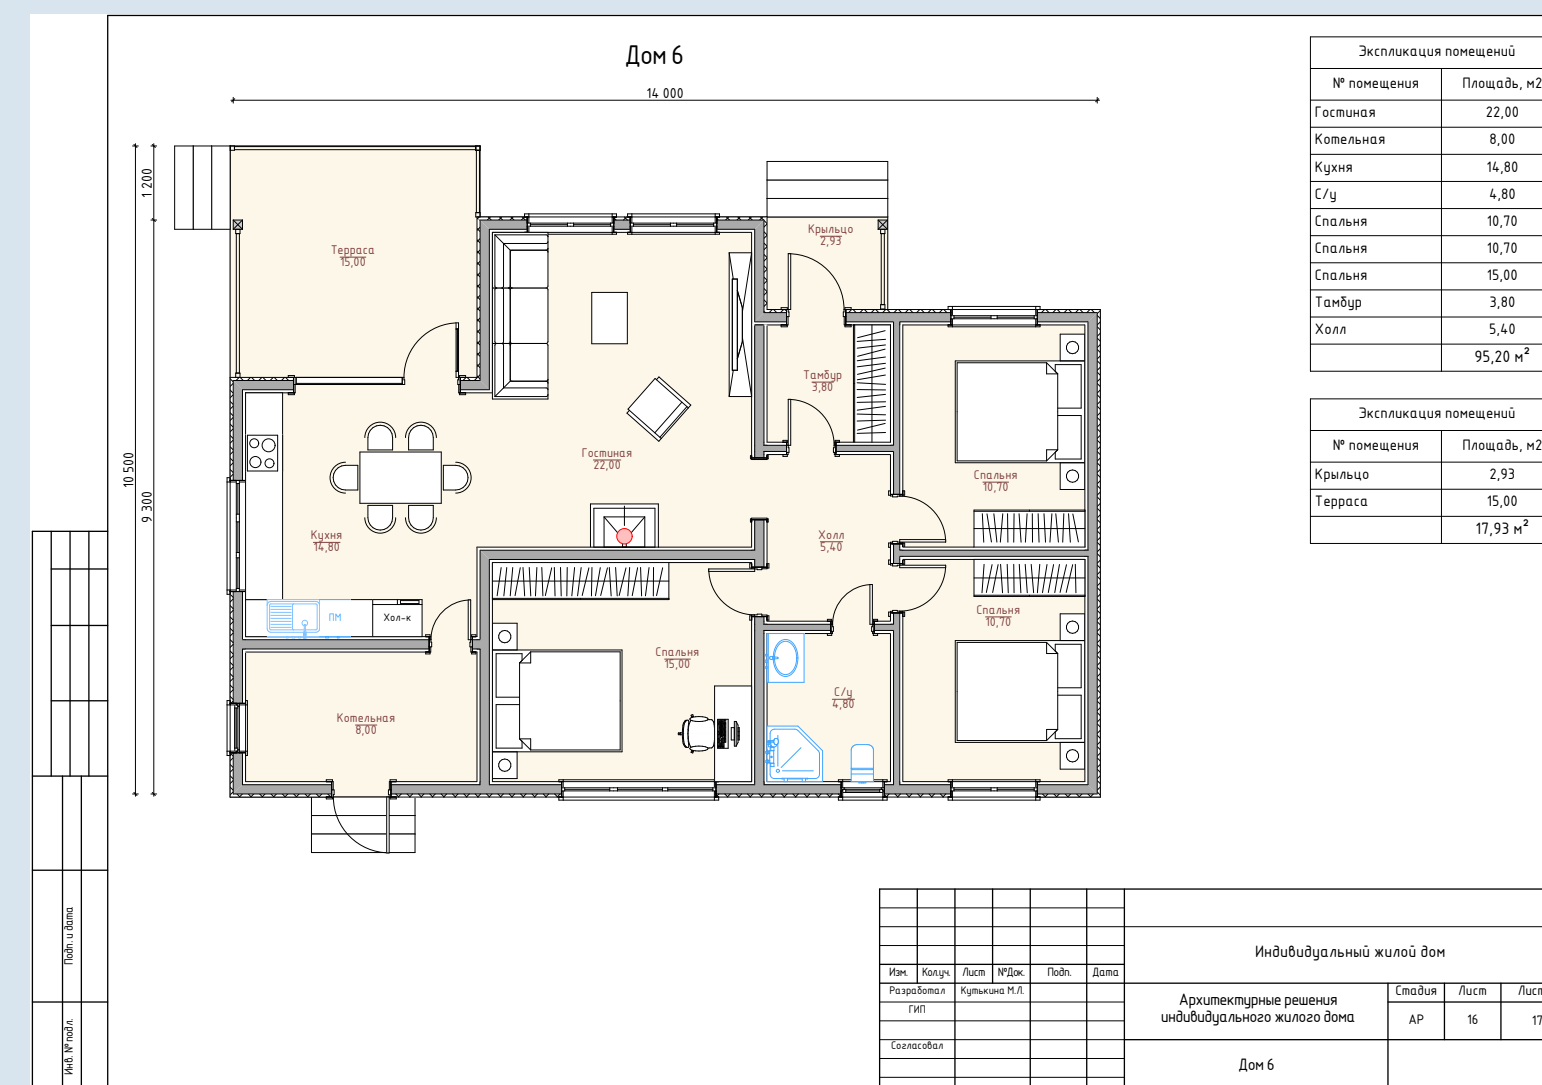 Дом 6
14 000
1 200
10 500
9 300
Терраса
15,00
Крыльцо
2,93
Тамбур
3,80
Гостиная
22,00
Спальня
10,70
Кухня
14,80
Холл
5,40
Спальня
10,70
ПМ
Хол-к
Спальня
15,00
С/у
4,80
Котельная
8,00
Экспликация помещений
№ помещения Площадь, м2
Гостиная 22,00
Котельная 8,00
Кухня 14,80
С/у 4,80
Спальня 10,70
Спальня 10,70
Спальня 15,00
Тамбур 3,80
Холл 5,40
95,20 м²
Экспликация помещений
№ помещения Площадь, м2
Крыльцо 2,93
Терраса 15,00
17,93 м²
Подп. и дата
Инв. № подл.
Изм. Кол.уч. Лист №Док. Подп. Дата
Разработал Кутькина М.Л.
ГИП
Согласовал
Индивидуальный жилой дом
Архитектурные решения
индивидуального жилого дома
Стадия Лист Лист
АР 16 17
Дом 6